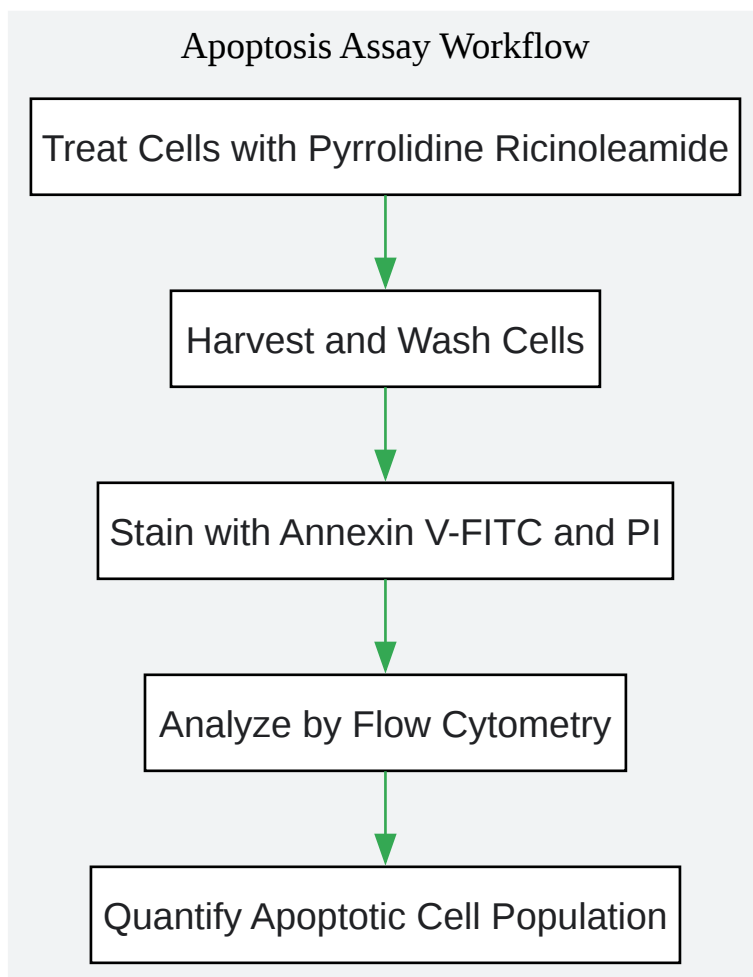 Apoptosis Assay Workflow
Treat Cells with Pyrrolidine Ricinoleamide
Harvest and Wash Cells
Stain with Annexin V-FITC and PI
Analyze by Flow Cytometry
Quantify Apoptotic Cell Population